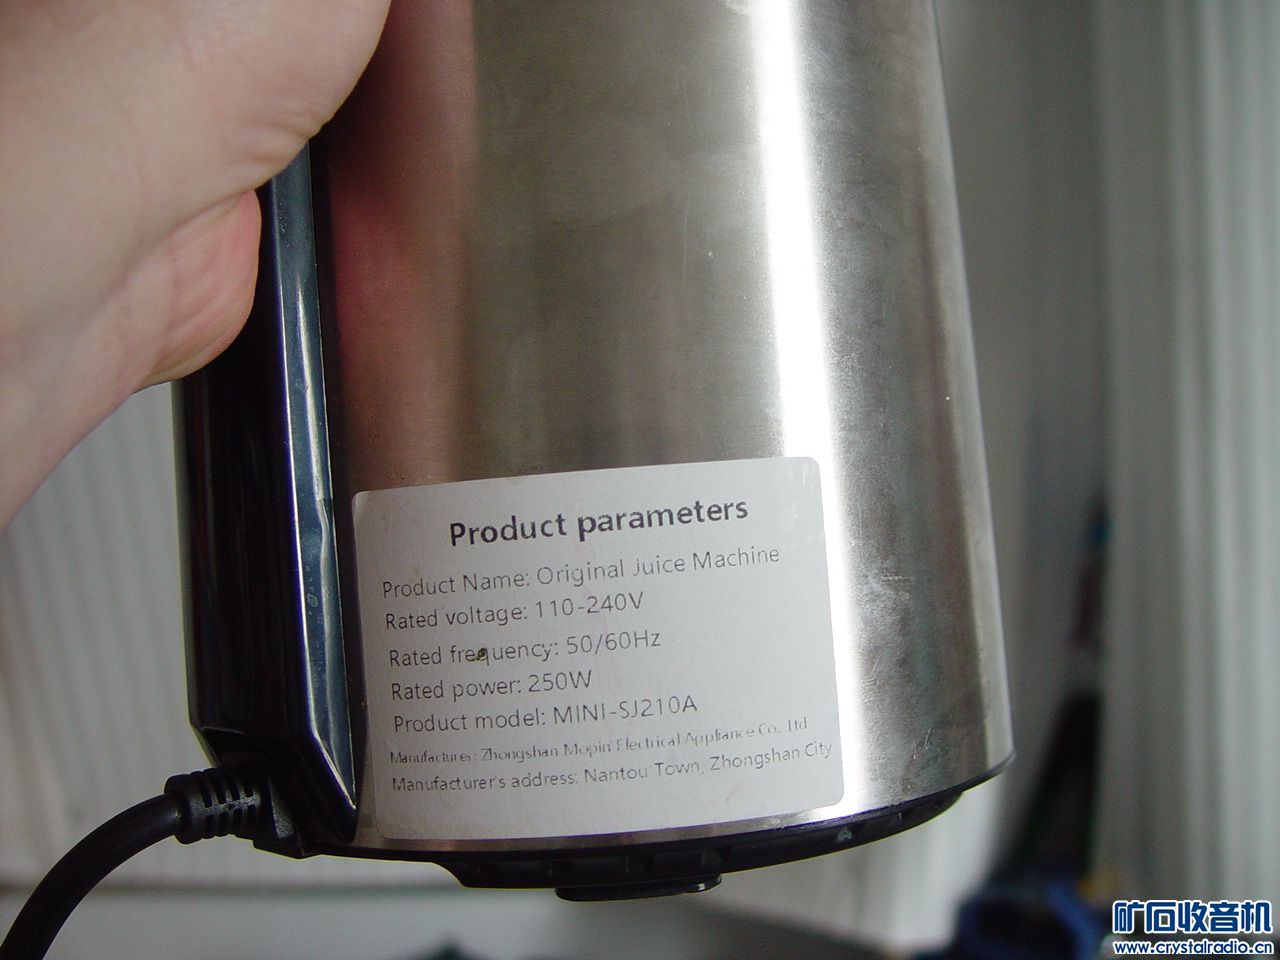 Product parameters
Product Name: Original Juice Machine
Rated voltage: 110-240V
Rated frequency: 50/60Hz
Rated power: 250W
Product model: MINI-SJ210A
Manufacturer: Zhongshan Mopin Electrical Appliance Co., ltd
Manufacturer's address: Nantou Town, Zhongshan City
矿石收音机
www.crystalradio.cn